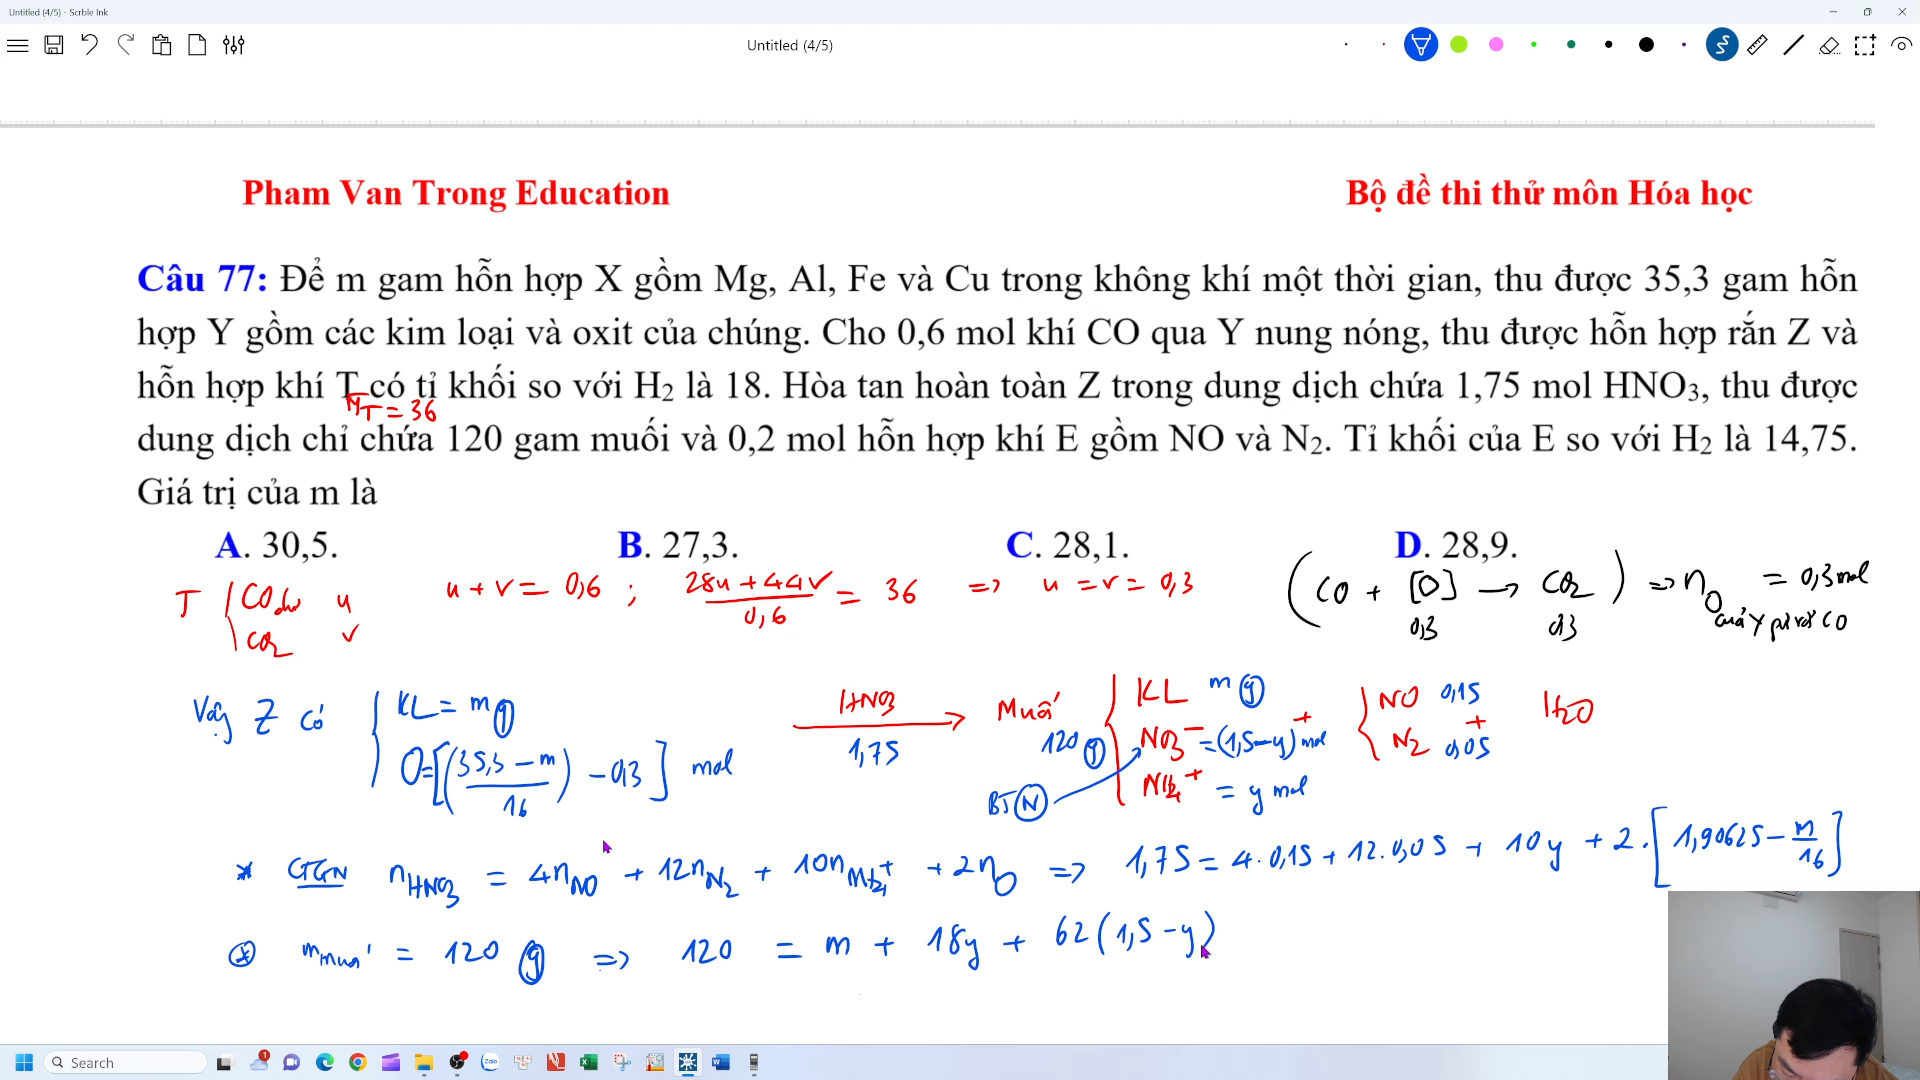 Untitled (4/5) - Scrble Ink
Untitled (4/5)
Pham Van Trong Education
Bộ đề thi thử môn Hóa học
Câu 77: Để m gam hỗn hợp X gồm Mg, Al, Fe và Cu trong không khí một thời gian, thu được 35,3 gam hỗn
hợp Y gồm các kim loại và oxit của chúng. Cho 0,6 mol khí CO qua Y nung nóng, thu được hỗn hợp rắn Z và
hỗn hợp khí T có tỉ khối so với H2 là 18. Hòa tan hoàn toàn Z trong dung dịch chứa 1,75 mol HNO3, thu được
M̄T = 36
dung dịch chỉ chứa 120 gam muối và 0,2 mol hỗn hợp khí E gồm NO và N2. Tỉ khối của E so với H2 là 14,75.
Giá trị của m là
A. 30,5. B. 27,3. C. 28,1. D. 28,9.
T { CO dư u
CO2 v
u + v = 0,6 ; (28u + 44v)/0,6 = 36 => u = v = 0,3
(CO + [O] → CO2) => nO = 0,3 mol
0,3 0,3 của Y pứ với CO
Vậy Z có { KL = m g
O = [((35,3 - m)/16) - 0,3] mol
HNO3
1,75
Muối 120 g { KL m g
NO3⁻ = (1,5 - y) mol
NH4⁺ = y mol
BT N
{ NO 0,15
+
N2 0,05
+
H2O
* CTGN nHNO3 = 4nNO + 12nN2 + 10nNH4⁺ + 2nO => 1,75 = 4.0,15 + 12.0,05 + 10y + 2.[1,90625 - m/16]
* m muối = 120 g => 120 = m + 18y + 62(1,5 - y)
Search